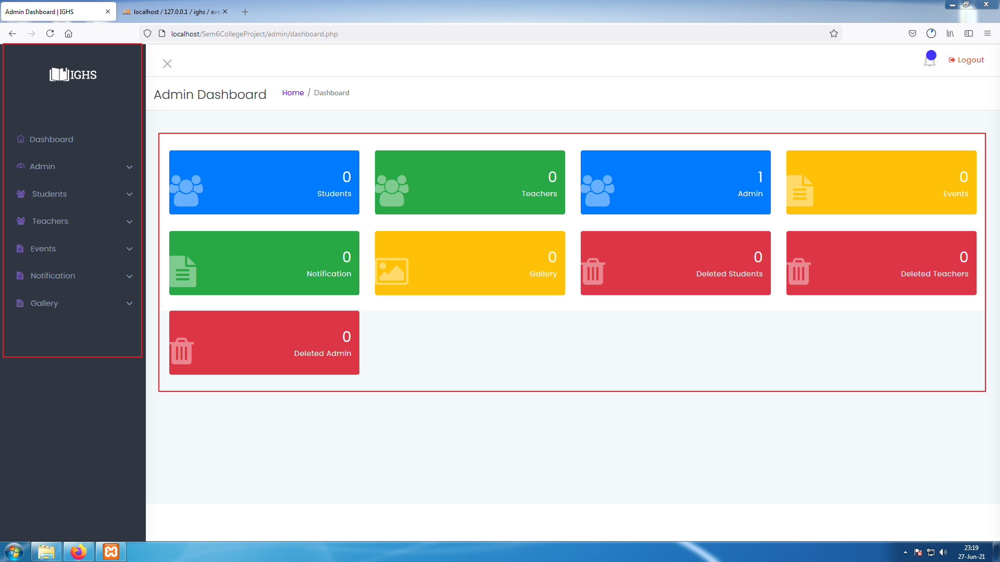 Admin Dashboard | IGHS
localhost / 127.0.0.1 / ighs / eve
localhost/Sem6CollegeProject/admin/dashboard.php
IGHS
Logout
Admin Dashboard
Home / Dashboard
Dashboard
Admin
Students
Teachers
Events
Notification
Gallery
0
Students
0
Teachers
1
Admin
0
Events
0
Notification
0
Gallery
0
Deleted Students
0
Deleted Teachers
0
Deleted Admin
23:19
27-Jun-21